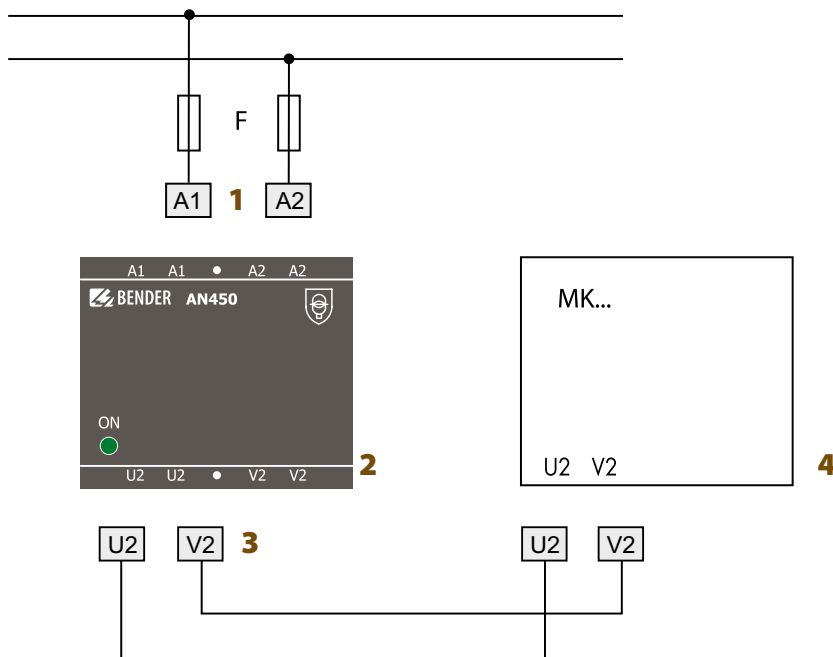 F
A1 1 A2
A1 A1 A2 A2
BENDER AN450
MK...
ON
U2 V2
2
4
U2 U2 V2 V2
U2 V2 3
U2 V2